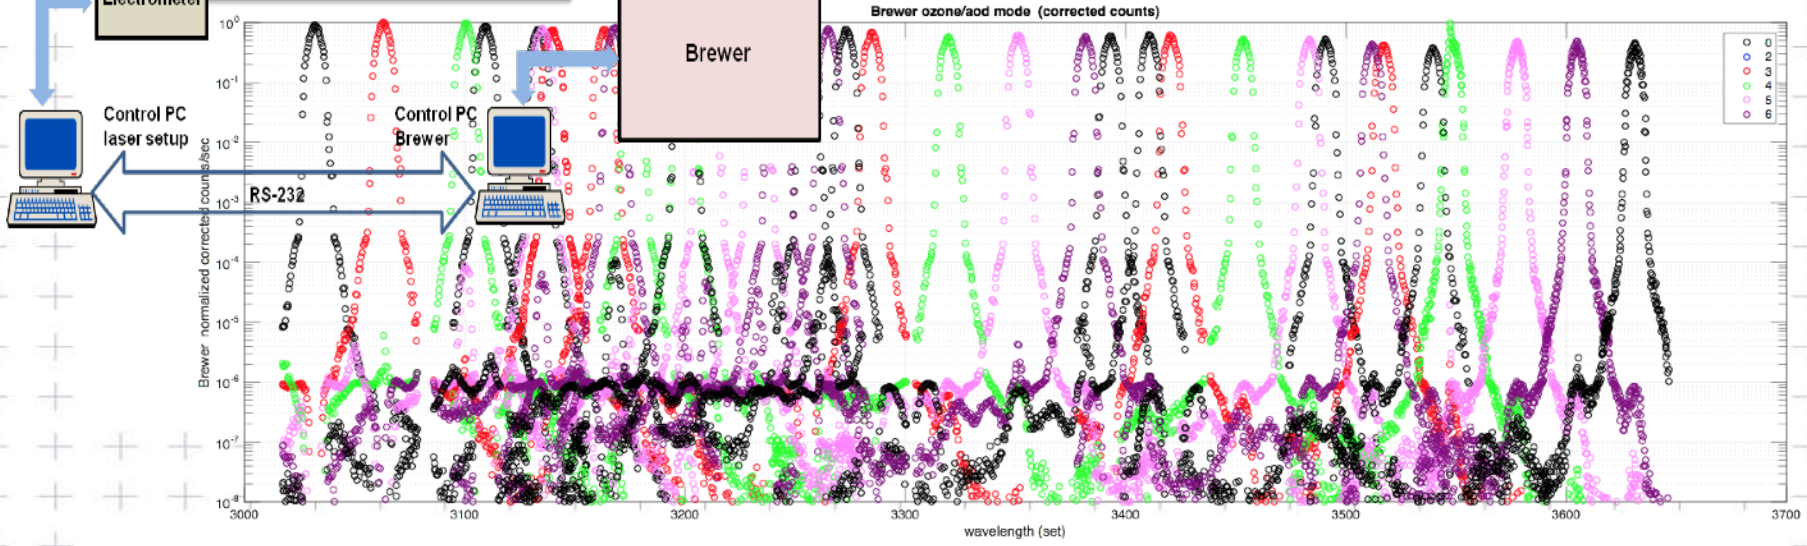 Electrometer
Brewer ozone/aod mode (corrected counts)
Brewer
Control PC
laser setup
Control PC
Brewer
RS-232
Brewer normalized corrected counts/sec
10^0
10^-1
10^-2
10^-3
10^-4
10^-5
10^-6
10^-7
10^-8
3000
3100
3200
3300
3400
3500
3600
3700
wavelength (set)
0
2
3
4
5
6